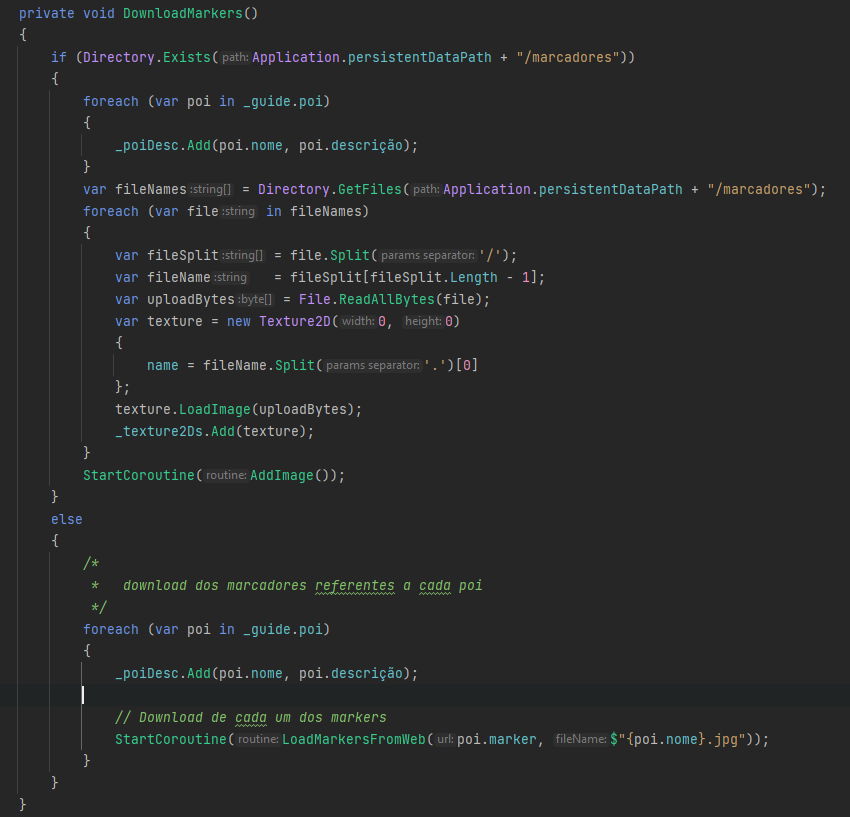 private void DownloadMarkers()
{
if (Directory.Exists(path: Application.persistentDataPath + "/marcadores"))
{
foreach (var poi in _guide.poi)
{
_poiDesc.Add(poi.nome, poi.descrição);
}
var fileNames :string[] = Directory.GetFiles(path: Application.persistentDataPath + "/marcadores");
foreach (var file :string in fileNames)
{
var fileSplit :string[] = file.Split(params separator: '/');
var fileName :string = fileSplit[fileSplit.Length - 1];
var uploadBytes :byte[] = File.ReadAllBytes(file);
var texture = new Texture2D(width: 0, height: 0)
{
name = fileName.Split(params separator: '.')[0]
};
texture.LoadImage(uploadBytes);
_texture2Ds.Add(texture);
}
StartCoroutine(routine: AddImage());
}
else
{
/*
* download dos marcadores referentes a cada poi
*/
foreach (var poi in _guide.poi)
{
_poiDesc.Add(poi.nome, poi.descrição);
// Download de cada um dos markers
StartCoroutine(routine: LoadMarkersFromWeb(url: poi.marker, fileName: $"{poi.nome}.jpg"));
}
}
}